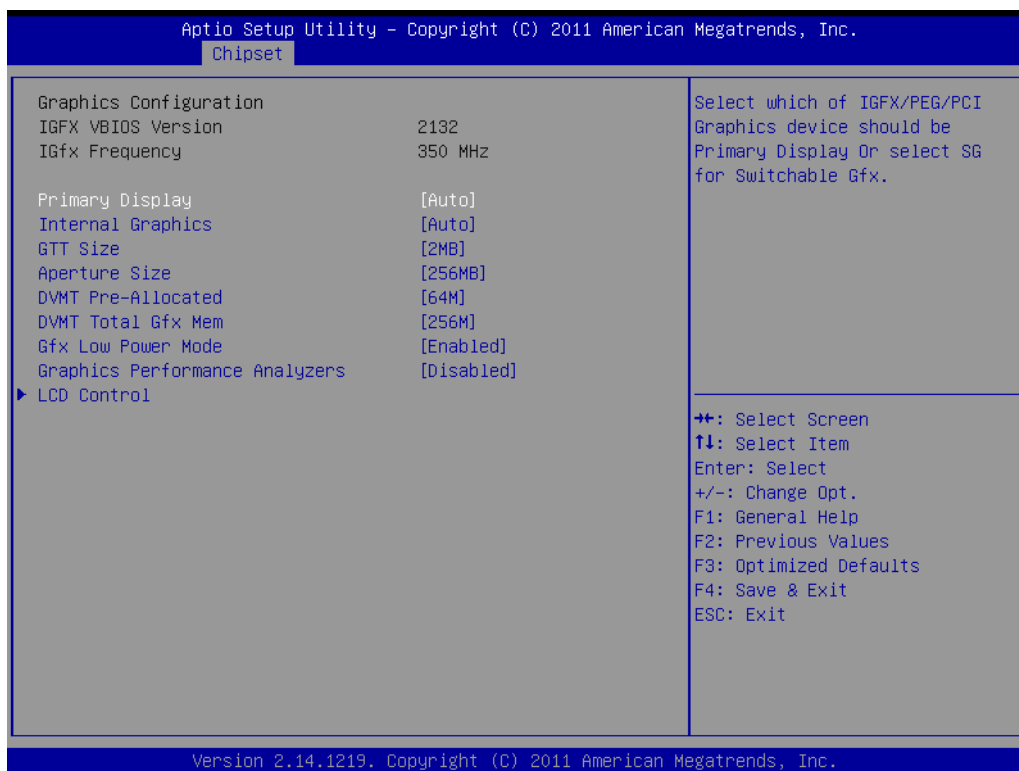 Aptio Setup Utility – Copyright (C) 2011 American Megatrends, Inc.
Chipset
Graphics Configuration
IGFX VBIOS Version 2132
IGfx Frequency 350 MHz
Primary Display [Auto]
Internal Graphics [Auto]
GTT Size [2MB]
Aperture Size [256MB]
DVMT Pre-Allocated [64M]
DVMT Total Gfx Mem [256M]
Gfx Low Power Mode [Enabled]
Graphics Performance Analyzers [Disabled]
▶ LCD Control
Select which of IGFX/PEG/PCI
Graphics device should be
Primary Display Or select SG
for Switchable Gfx.
→←: Select Screen
↑↓: Select Item
Enter: Select
+/-: Change Opt.
F1: General Help
F2: Previous Values
F3: Optimized Defaults
F4: Save & Exit
ESC: Exit
Version 2.14.1219. Copyright (C) 2011 American Megatrends, Inc.